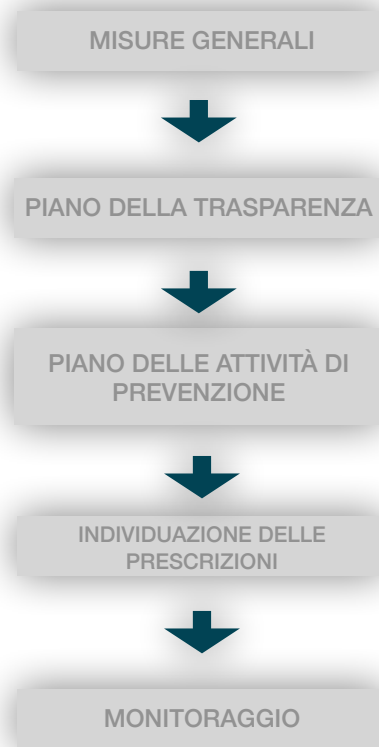 MISURE GENERALI
PIANO DELLA TRASPARENZA
PIANO DELLE ATTIVITÀ DI
PREVENZIONE
INDIVIDUAZIONE DELLE
PRESCRIZIONI
MONITORAGGIO